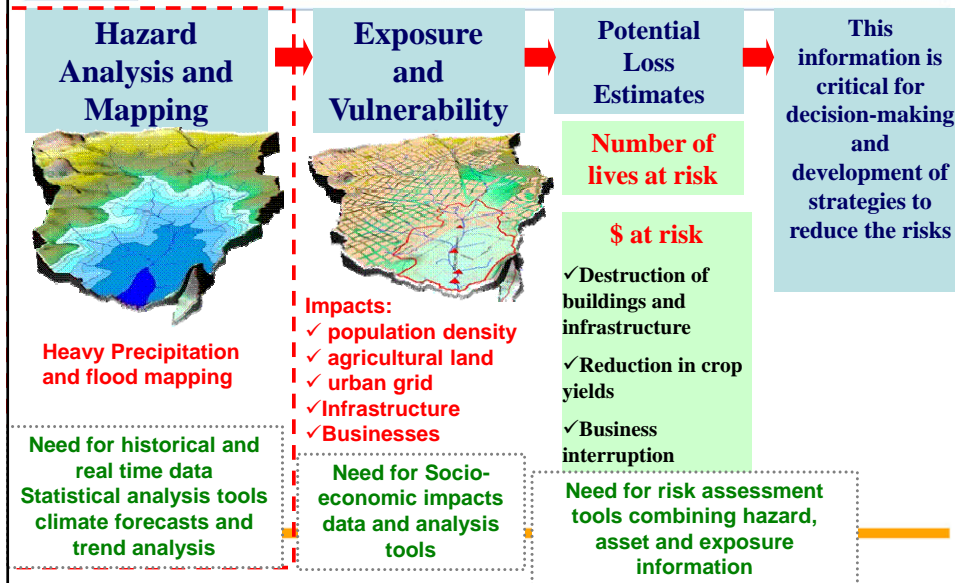 Hazard
Analysis and
Mapping
Heavy Precipitation
and flood mapping
Need for historical and
real time data
Statistical analysis tools
climate forecasts and
trend analysis
Exposure
and
Vulnerability
Impacts:
✓ population density
✓ agricultural land
✓ urban grid
✓Infrastructure
✓Businesses
Need for Socio-
economic impacts
data and analysis
tools
Potential
Loss
Estimates
Number of
lives at risk
$ at risk
✓Destruction of
buildings and
infrastructure
✓Reduction in crop
yields
✓Business
interruption
Need for risk assessment
tools combining hazard,
asset and exposure
information
This
information is
critical for
decision-making
and
development of
strategies to
reduce the risks